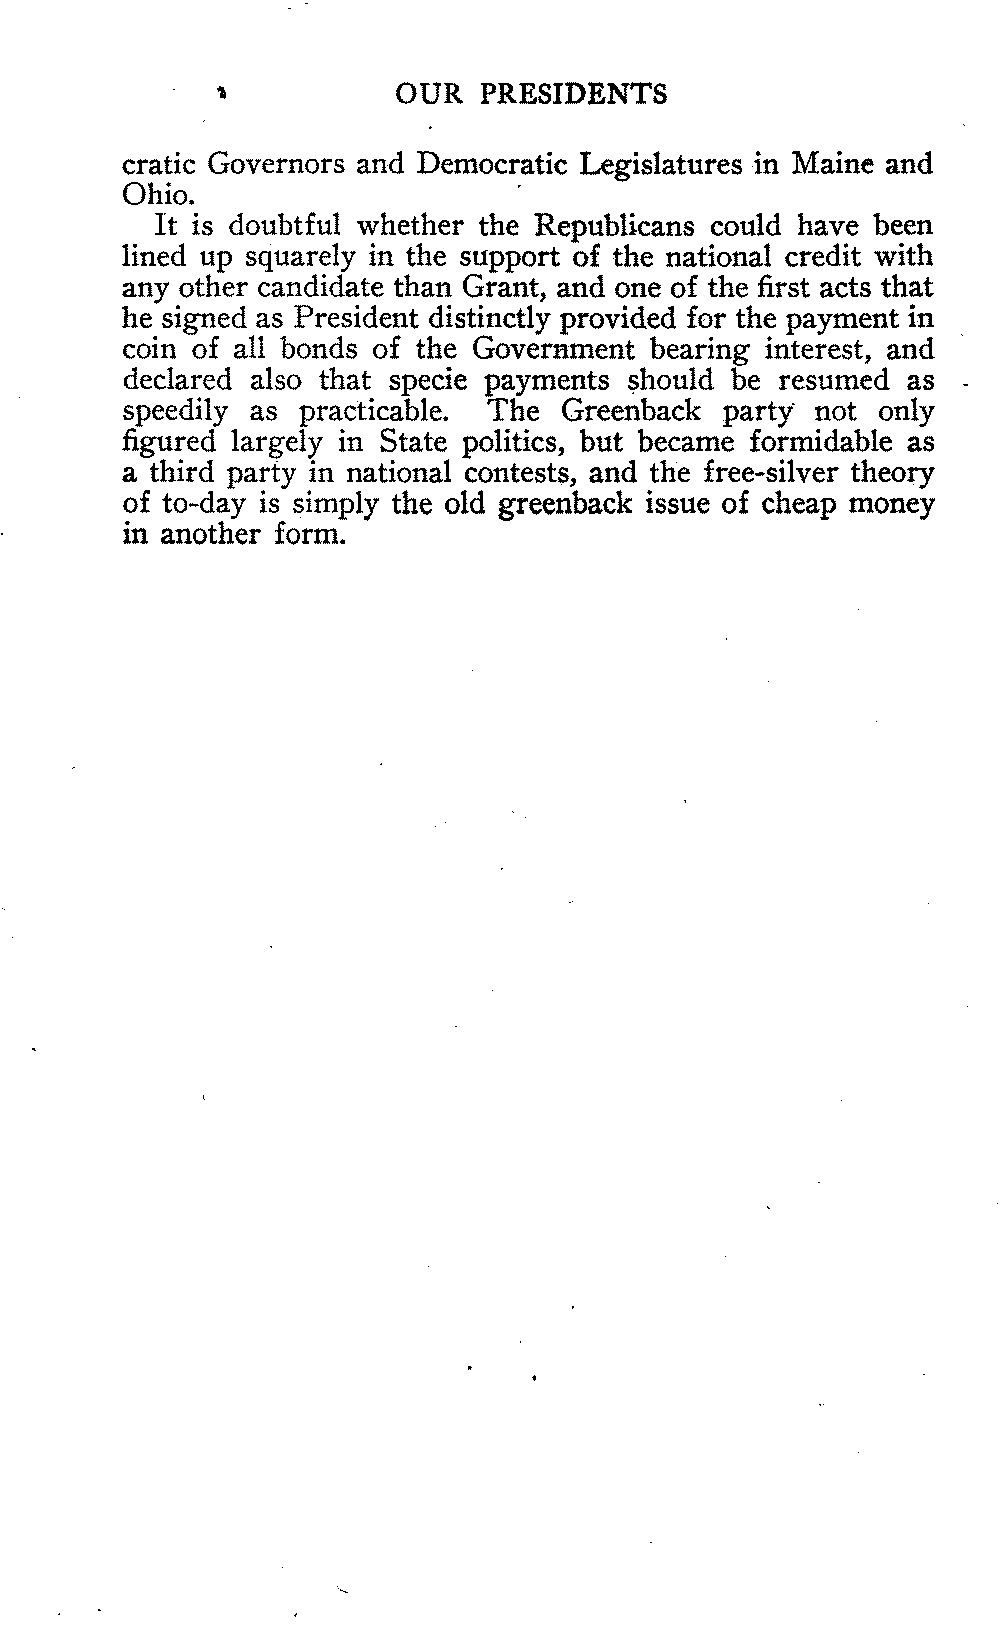 OUR PRESIDENTS
cratic Governors and Democratic Legislatures in Maine and
Ohio.
It is doubtful whether the Republicans could have been
lined up squarely in the support of the national credit with
any other candidate than Grant, and one of the first acts that
he signed as President distinctly provided for the payment in
coin of all bonds of the Government bearing interest, and
declared also that specie payments should be resumed as
speedily as practicable. The Greenback party not only
figured largely in State politics, but became formidable as
a third party in national contests, and the free-silver theory
of to-day is simply the old greenback issue of cheap money
in another form.